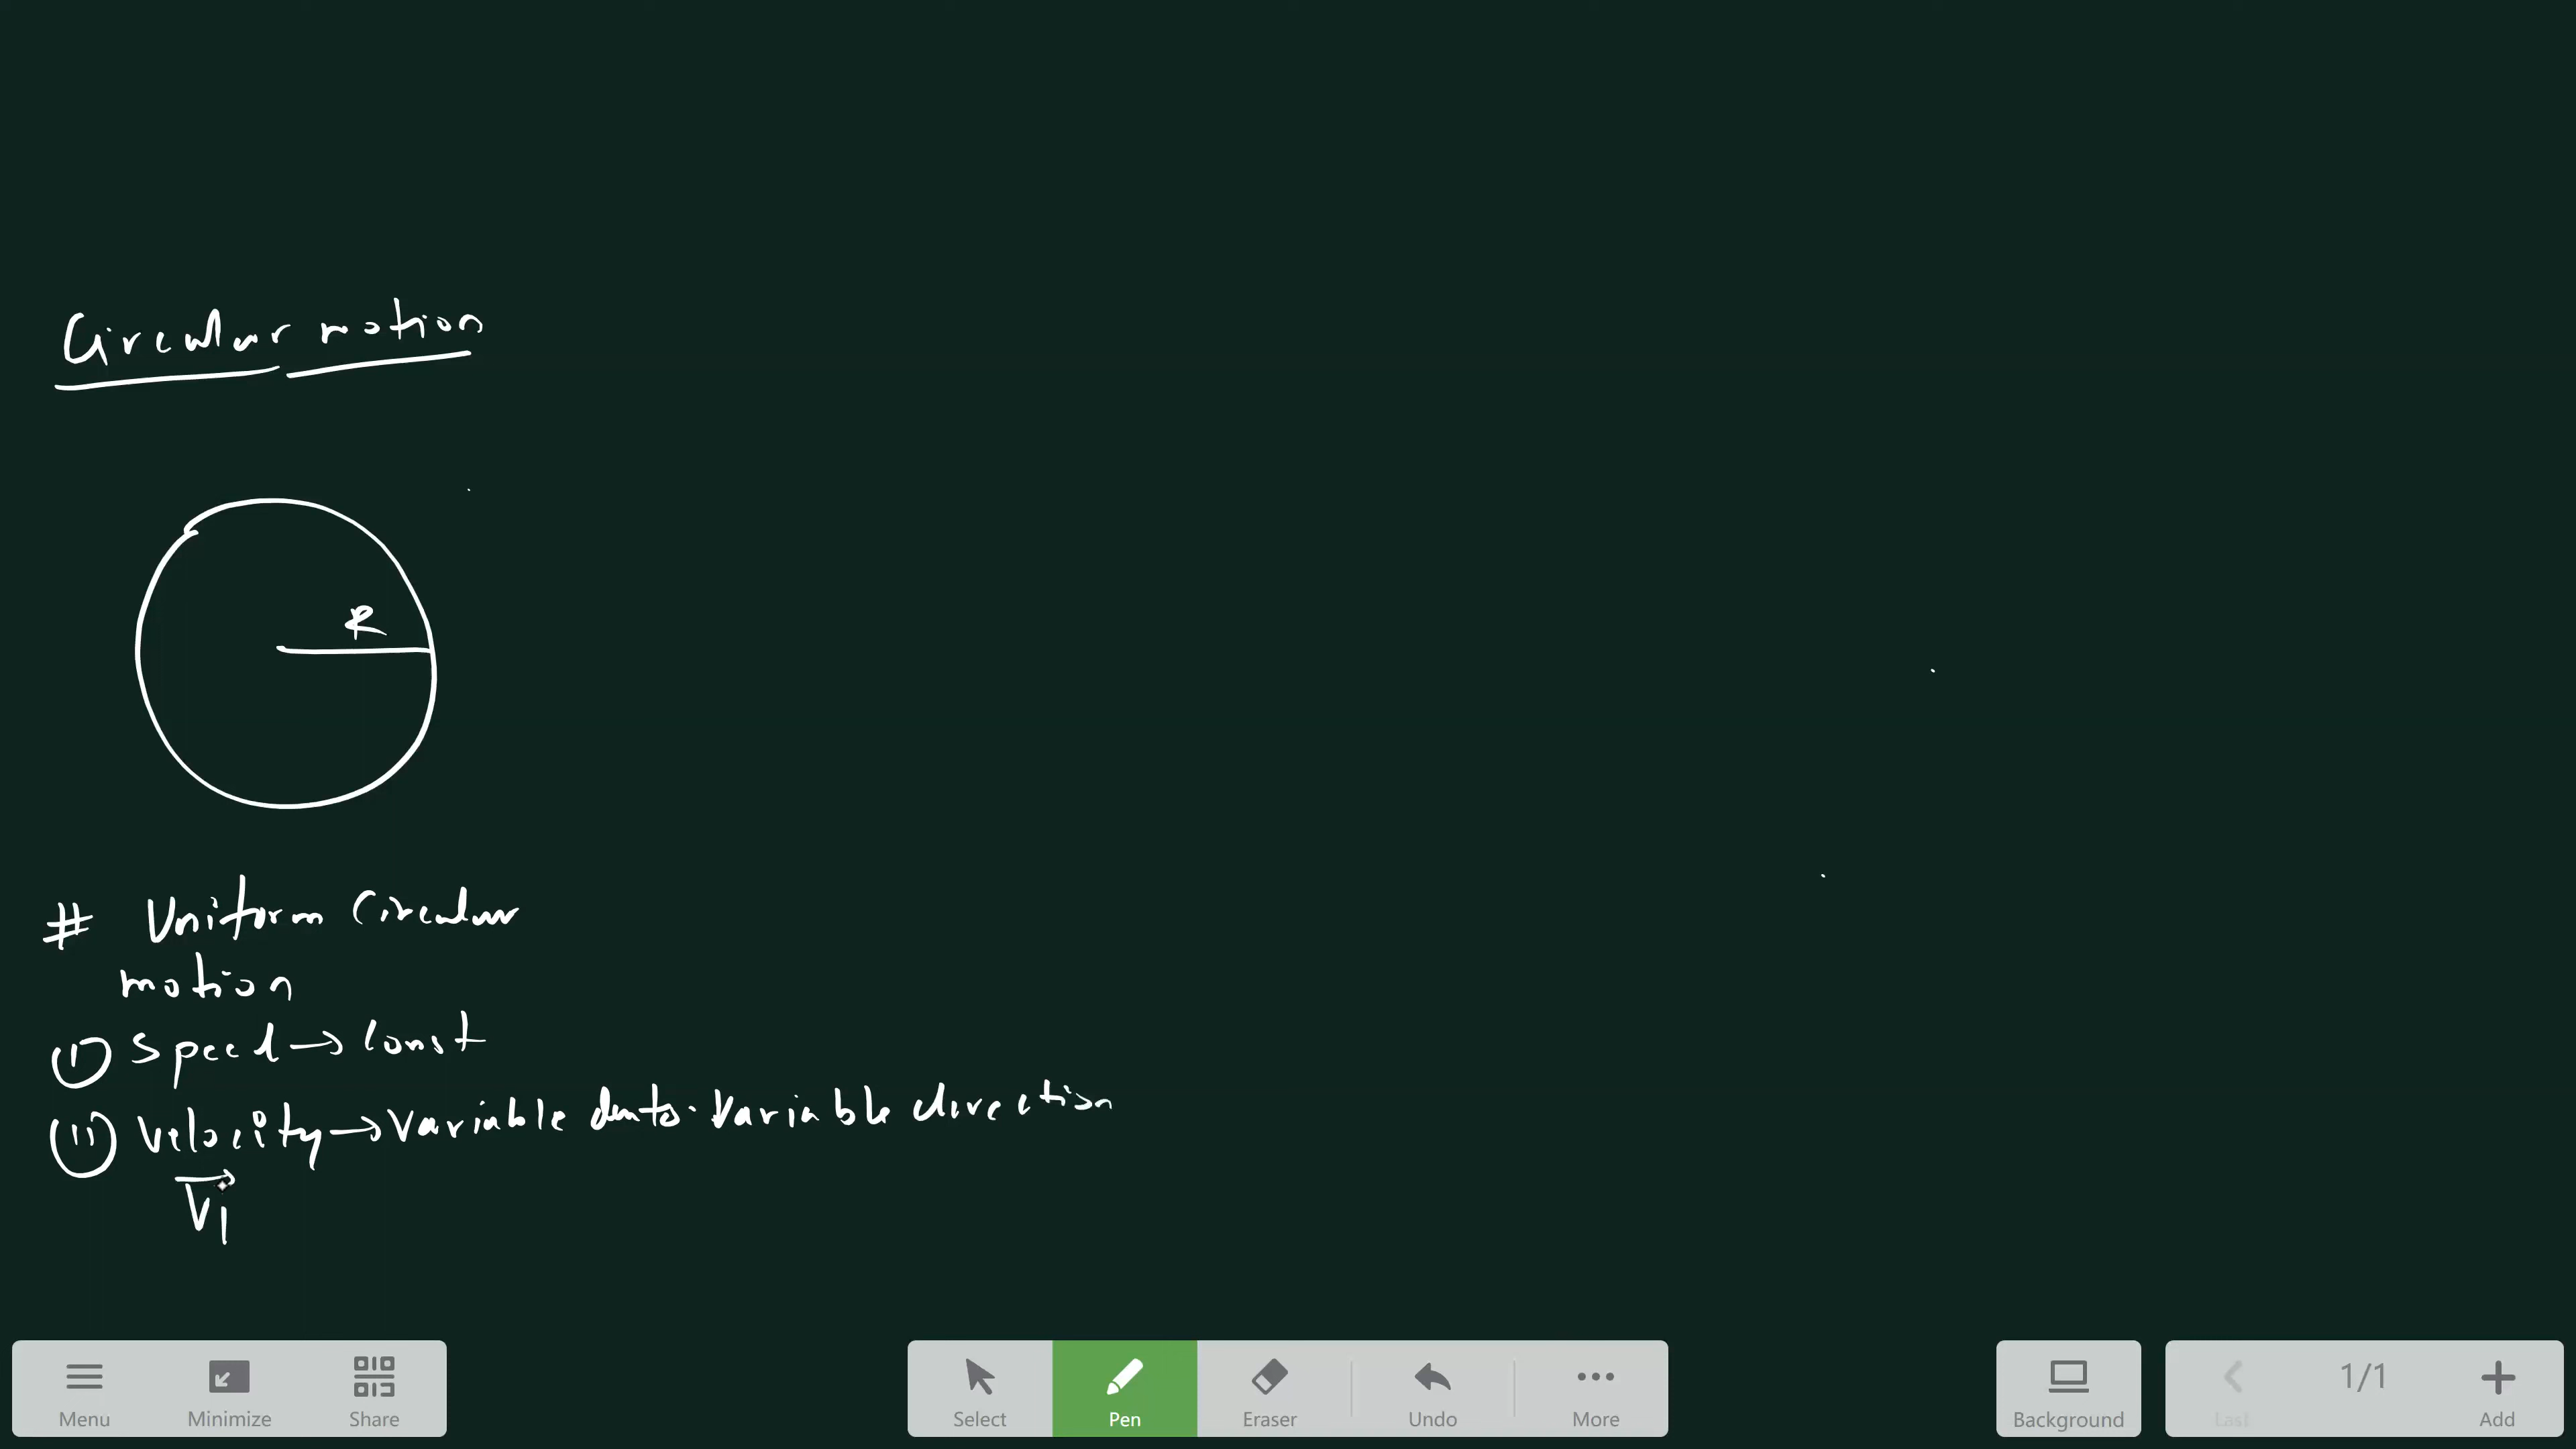 Circular motion
R
# Uniform Circular
motion
(i) Speed → Const
(ii) Velocity → Variable due to Variable direction
V1
Menu
Minimize
Share
Select
Pen
Eraser
Undo
More
Background
Last
1/1
Add